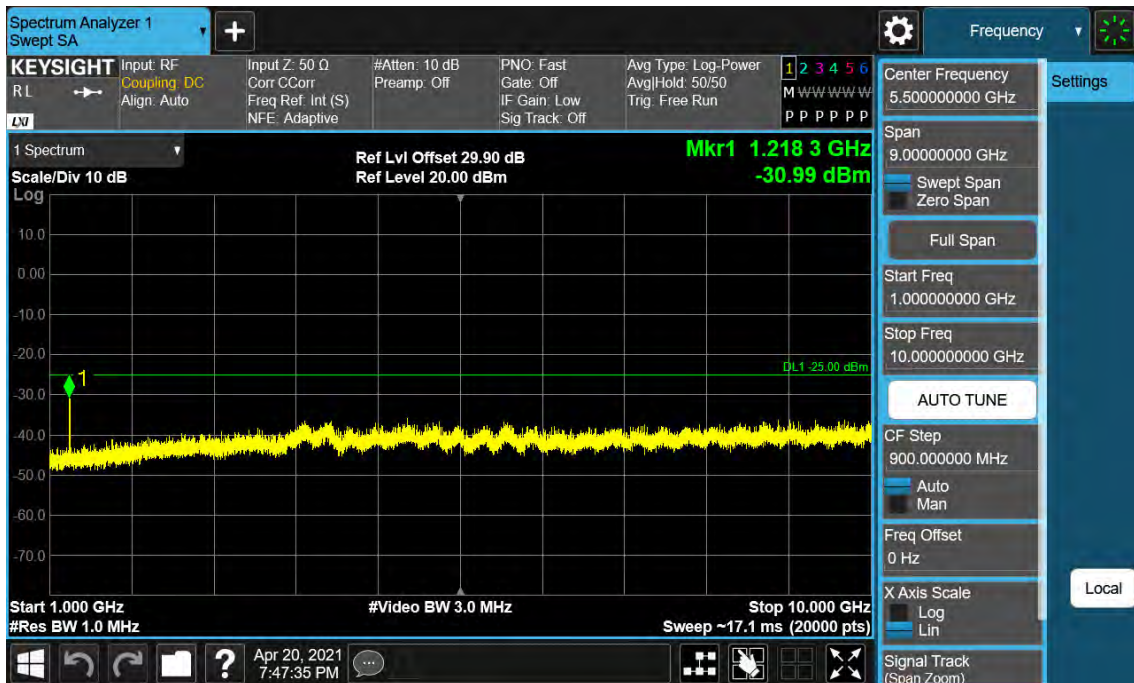 Spectrum Analyzer 1
Swept SA
+
Frequency
KEYSIGHT
RL
LXI
Input: RF
Coupling: DC
Align: Auto
Input Z: 50 Ω
Corr CCorr
Freq Ref: Int (S)
NFE: Adaptive
#Atten: 10 dB
Preamp: Off
PNO: Fast
Gate: Off
IF Gain: Low
Sig Track: Off
Avg Type: Log-Power
Avg|Hold: 50/50
Trig: Free Run
1 2 3 4 5 6
M W W W W W
P P P P P P
1 Spectrum
Scale/Div 10 dB
Log
Ref Lvl Offset 29.90 dB
Ref Level 20.00 dBm
Mkr1 1.218 3 GHz
-30.99 dBm
10.0
0.00
-10.0
-20.0
DL1 -25.00 dBm
1
-30.0
-40.0
-50.0
-60.0
-70.0
Start 1.000 GHz
#Video BW 3.0 MHz
Stop 10.000 GHz
#Res BW 1.0 MHz
Sweep ~17.1 ms (20000 pts)
?
Apr 20, 2021
7:47:35 PM
Center Frequency
5.500000000 GHz
Span
9.00000000 GHz
Swept Span
Zero Span
Full Span
Start Freq
1.000000000 GHz
Stop Freq
10.000000000 GHz
AUTO TUNE
CF Step
900.000000 MHz
Auto
Man
Freq Offset
0 Hz
X Axis Scale
Log
Lin
Signal Track
(Span Zoom)
Settings
Local